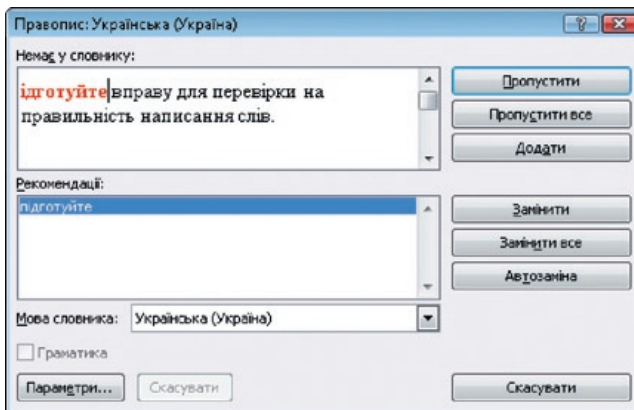 Правопис: Українська (Україна)
Немає у словнику:
ідготуйте вправу для перевірки на
правильність написання слів.
Пропустити
Пропустити все
Додати
Рекомендації:
підготуйте
Замінити
Замінити все
Автозаміна
Мова словника: Українська (Україна)
Граматика
Параметри... Скасувати Скасувати